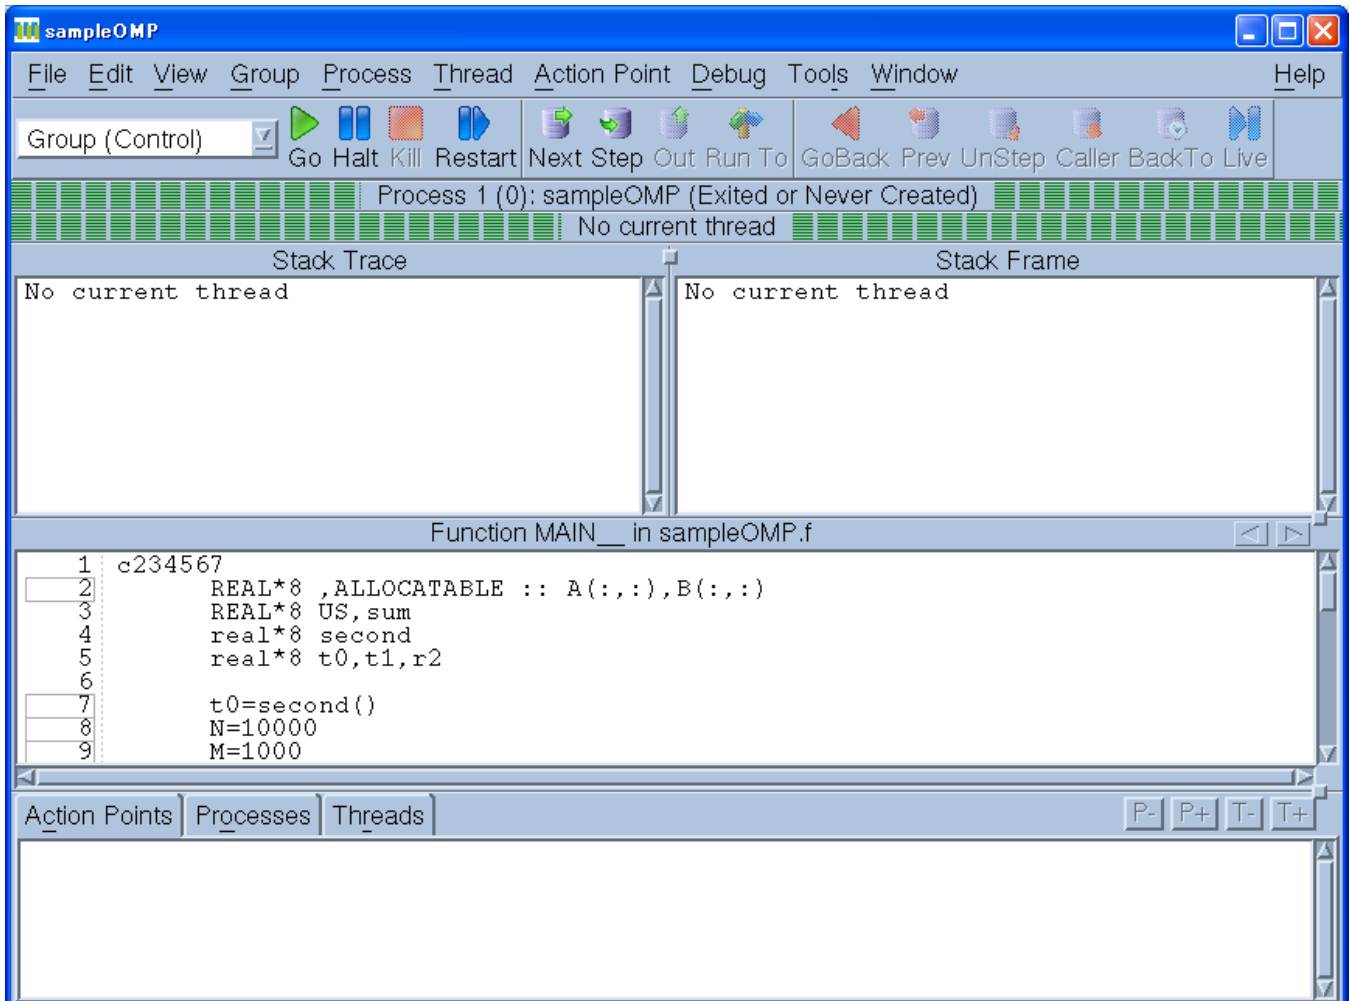 sampleOMP
File Edit View Group Process Thread Action Point Debug Tools Window Help
Group (Control)
Go Halt Kill Restart Next Step Out Run To GoBack Prev UnStep Caller BackTo Live
Process 1 (0): sampleOMP (Exited or Never Created)
No current thread
Stack Trace Stack Frame
No current thread No current thread
Function MAIN__ in sampleOMP.f
1 c234567
2 REAL*8 ,ALLOCATABLE :: A(:,:),B(:,:)
3 REAL*8 US,sum
4 real*8 second
5 real*8 t0,t1,r2
6
7 t0=second()
8 N=10000
9 M=1000
Action Points Processes Threads P- P+ T- T+